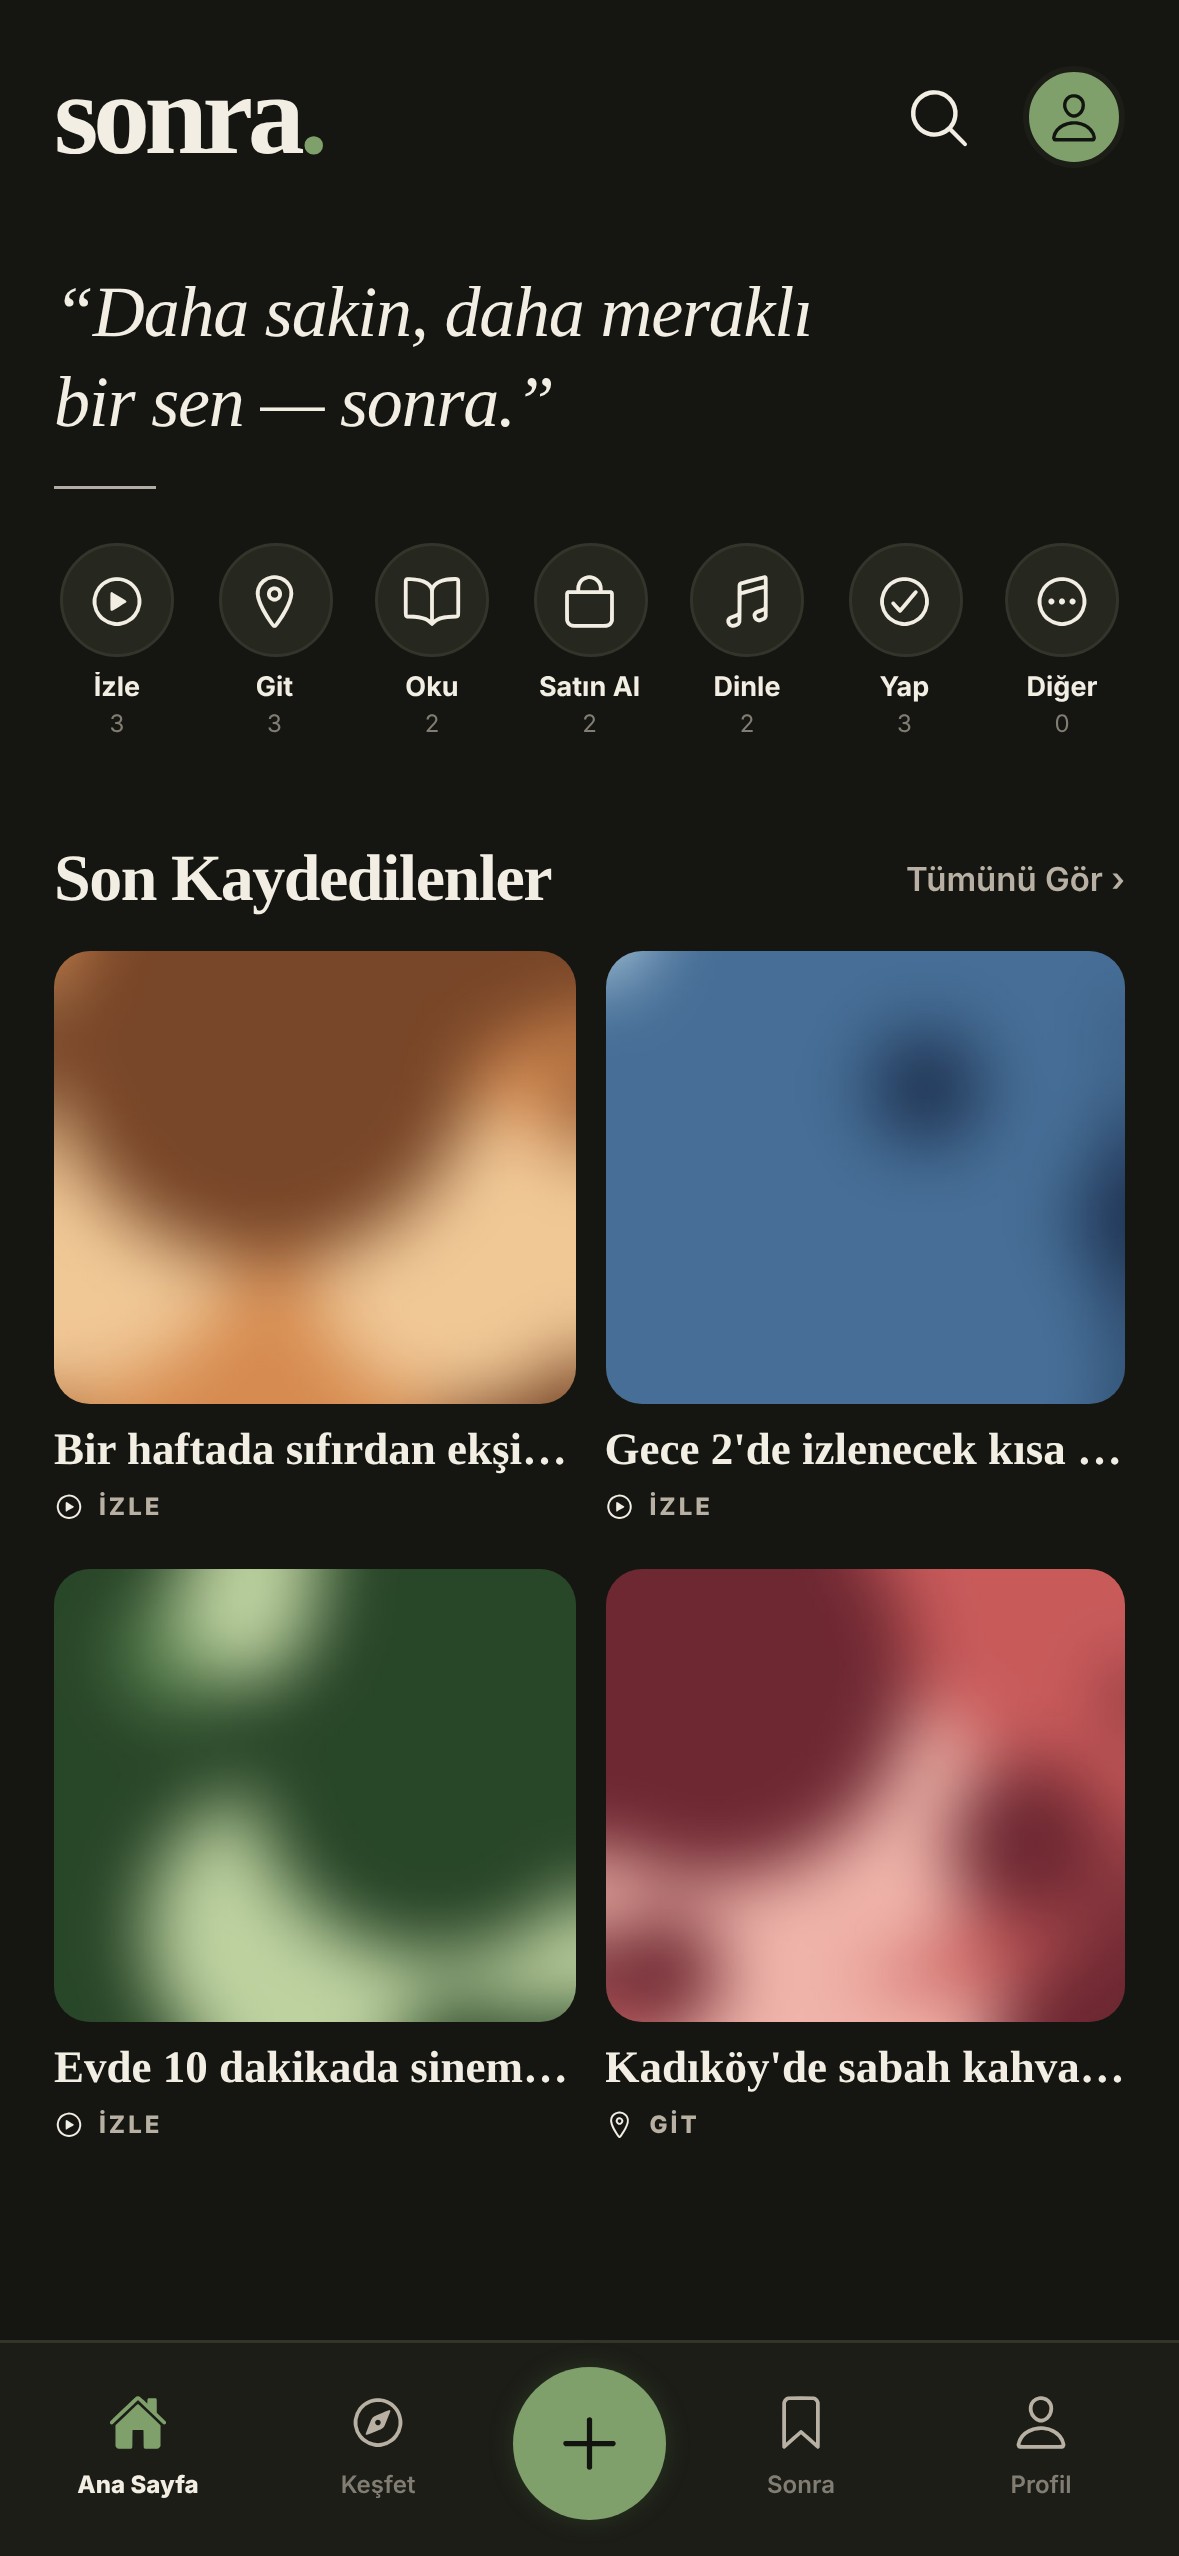 sonra.
“Daha sakin, daha meraklı
bir sen — sonra.”
İzle
3
Git
3
Oku
2
Satın Al
2
Dinle
2
Yap
3
Diğer
0
Son Kaydedilenler
Tümünü Gör ›
Bir haftada sıfırdan ekşi…
İZLE
Gece 2'de izlenecek kısa …
İZLE
Evde 10 dakikada sinem…
İZLE
Kadıköy'de sabah kahva…
GİT
Ana Sayfa
Keşfet
Sonra
Profil